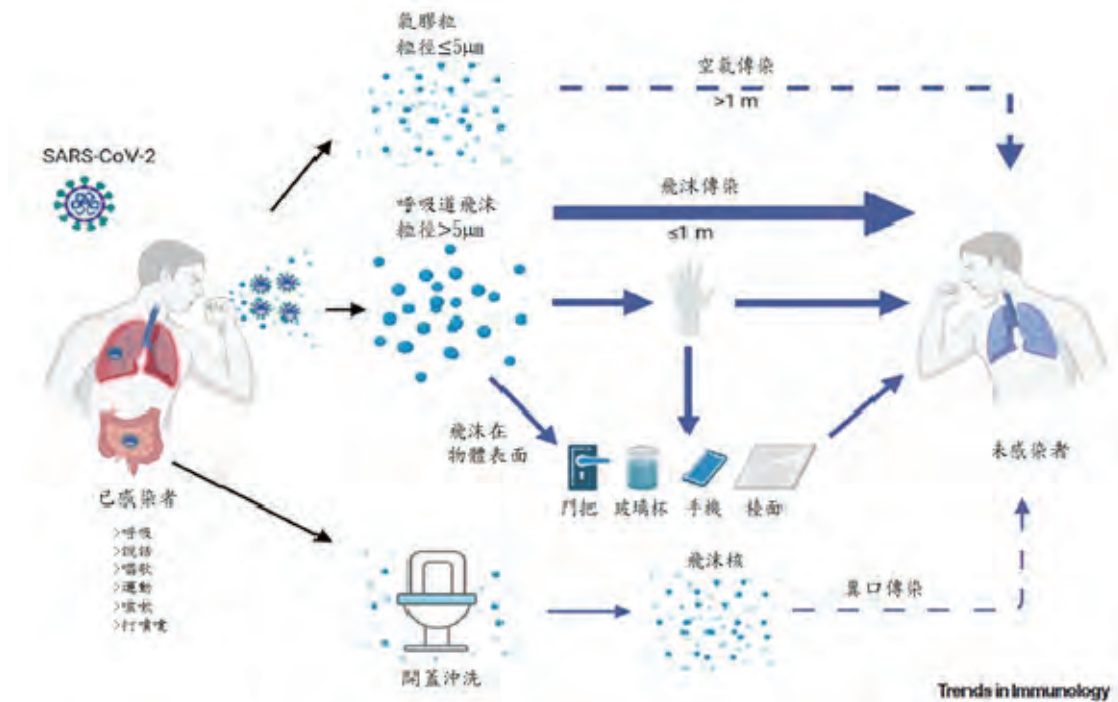 氣膠粒
粒徑≦5μm
空氣傳染
>1 m
SARS-CoV-2
呼吸道飛沫
粒徑>5μm
飛沫傳染
≤1 m
飛沫在
物體表面
未感染者
門把
玻璃杯
手機
檯面
已感染者
>呼吸
>說話
>唱歌
>運動
>咳嗽
>打噴嚏
飛沫核
糞口傳染
開蓋沖洗
Trends in Immunology